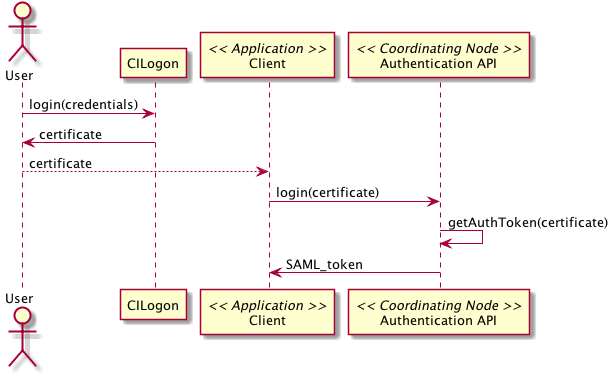 User
CILogon
<< Application >>
Client
<< Coordinating Node >>
Authentication API
login(credentials)
certificate
certificate
login(certificate)
getAuthToken(certificate)
SAML_token
User
CILogon
<< Application >>
Client
<< Coordinating Node >>
Authentication API